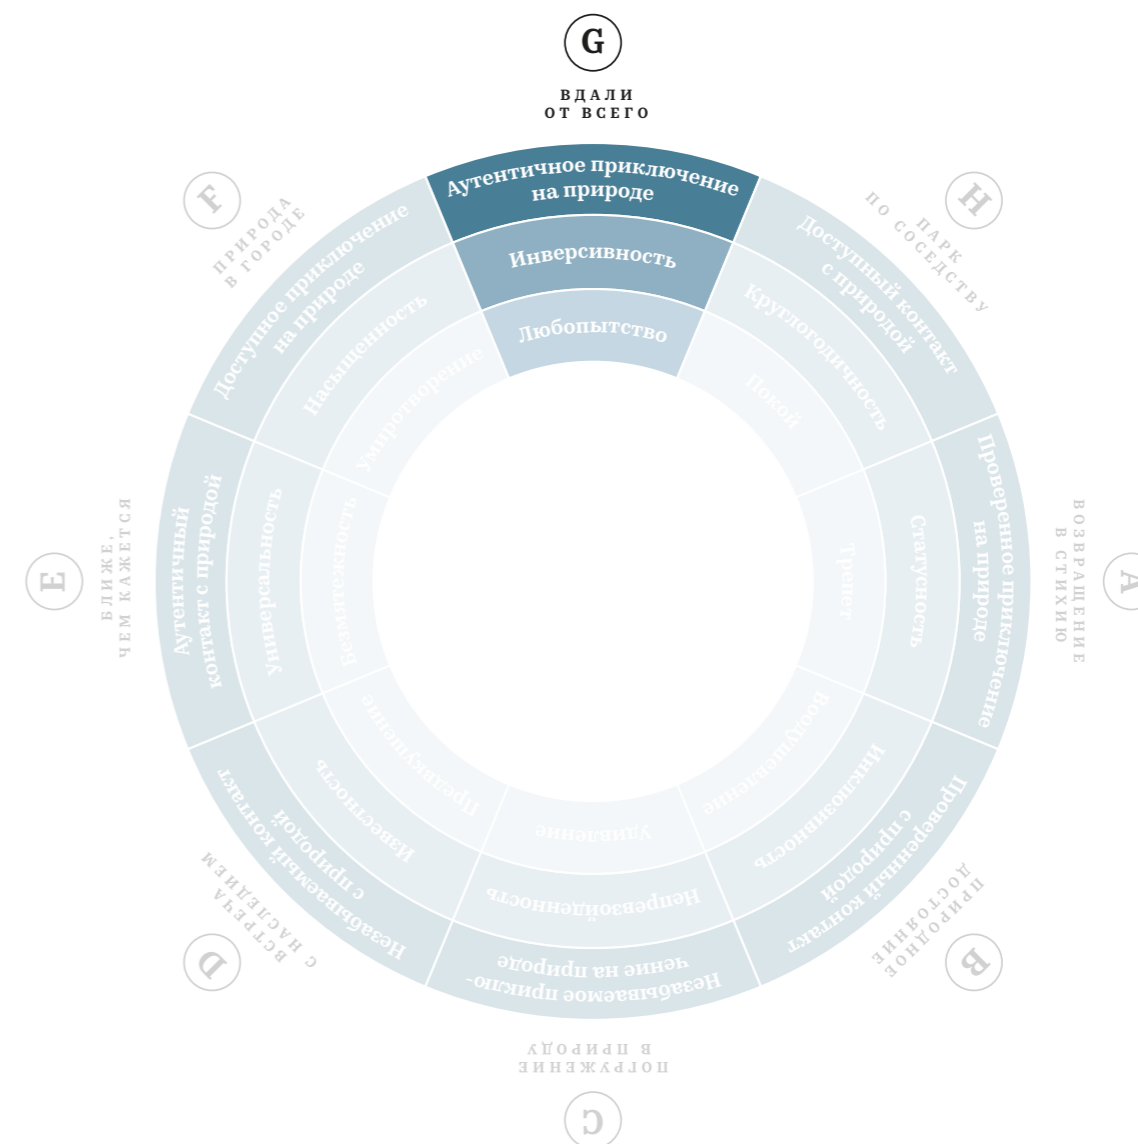 G
ВДАЛИ
ОТ ВСЕГО
Аутентичное приключение
на природе
Инверсивность
Любопытство
H
ПАРК
ПО СОСЕДСТВУ
Доступный контакт
с природой
Круглогодичность
Покой
A
ВОЗВРАЩЕНИЕ
В СТИХИЮ
Проверенное приключение
на природе
Статусность
Трепет
B
ПРИРОДНОЕ
ДОСТОЯНИЕ
Проверенный контакт
с природой
Инклюзивность
Воодушевление
C
ПОГРУЖЕНИЕ
В ПРИРОДУ
Незабываемое приклю-
чение на природе
Непревзойденность
Удивление
D
ВСТРЕЧА
С НАСЛЕДИЕМ
Незабываемый контакт
с природой
Известность
Предвкушение
E
БЛИЖЕ,
ЧЕМ КАЖЕТСЯ
Аутентичный
контакт с природой
Универсальность
Безмятежность
F
ПРИРОДА
В ГОРОДЕ
Доступное приключение
на природе
Насыщенность
Умиротворение